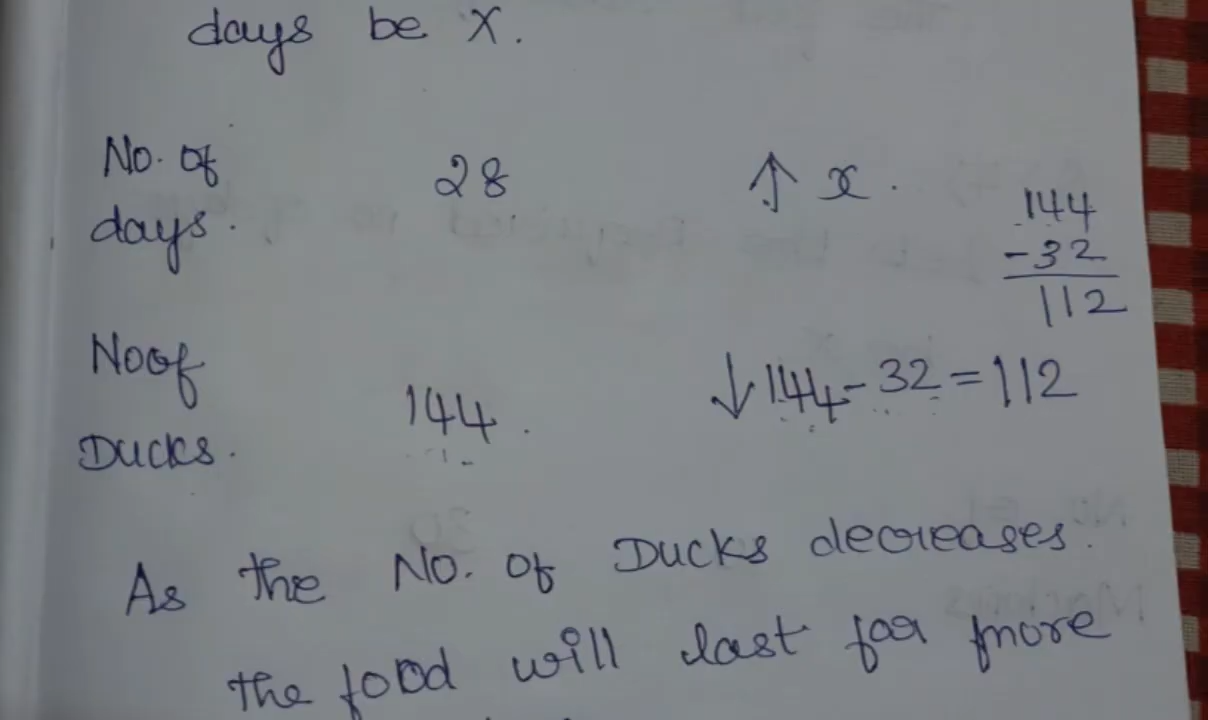 days be x.
No. of 28 ↑ x.
days.
144
-32
112
No of
Ducks. 144. ↓ 144 - 32 = 112
As the No. of Ducks decreases.
the food will last for more